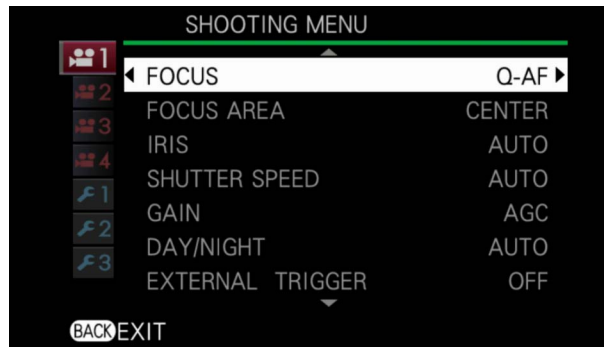 SHOOTING MENU
1
FOCUS Q-AF
2
FOCUS AREA CENTER
3
IRIS AUTO
4
SHUTTER SPEED AUTO
1
GAIN AGC
2
DAY/NIGHT AUTO
3
EXTERNAL TRIGGER OFF
BACK EXIT